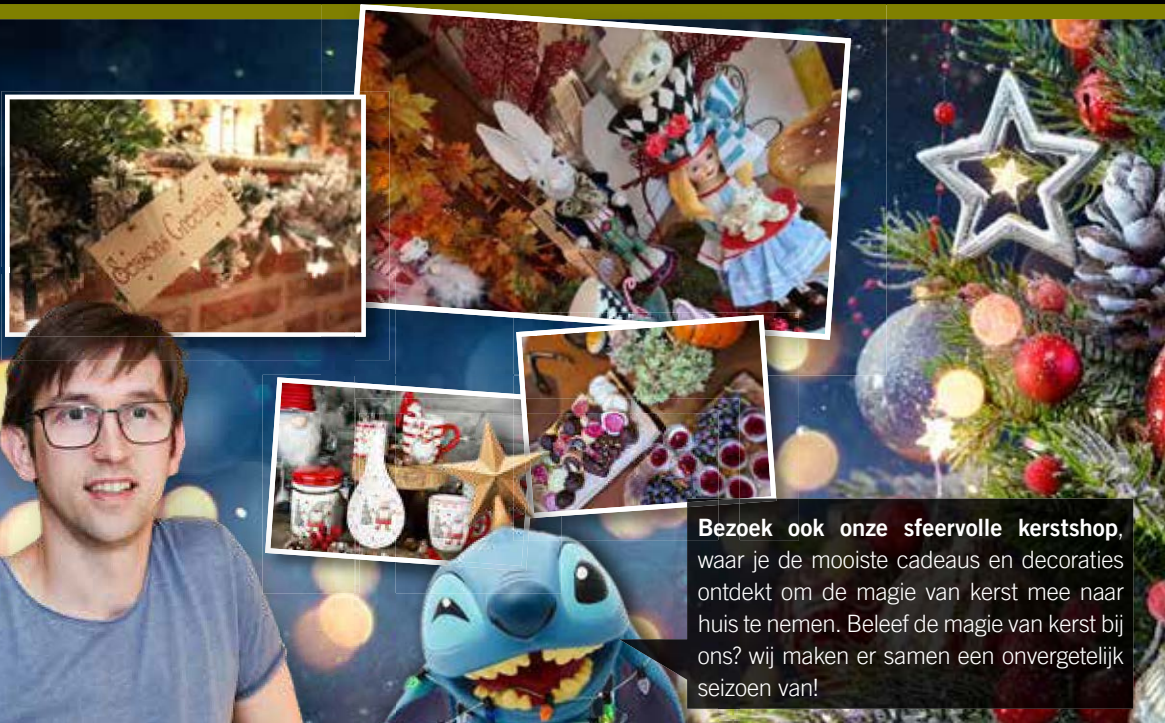 Season's Greetings
Bezoek ook onze sfeervolle kerstshop,
waar je de mooiste cadeaus en decoraties
ontdekt om de magie van kerst mee naar
huis te nemen. Beleef de magie van kerst bij
ons? wij maken er samen een onvergetelijk
seizoen van!